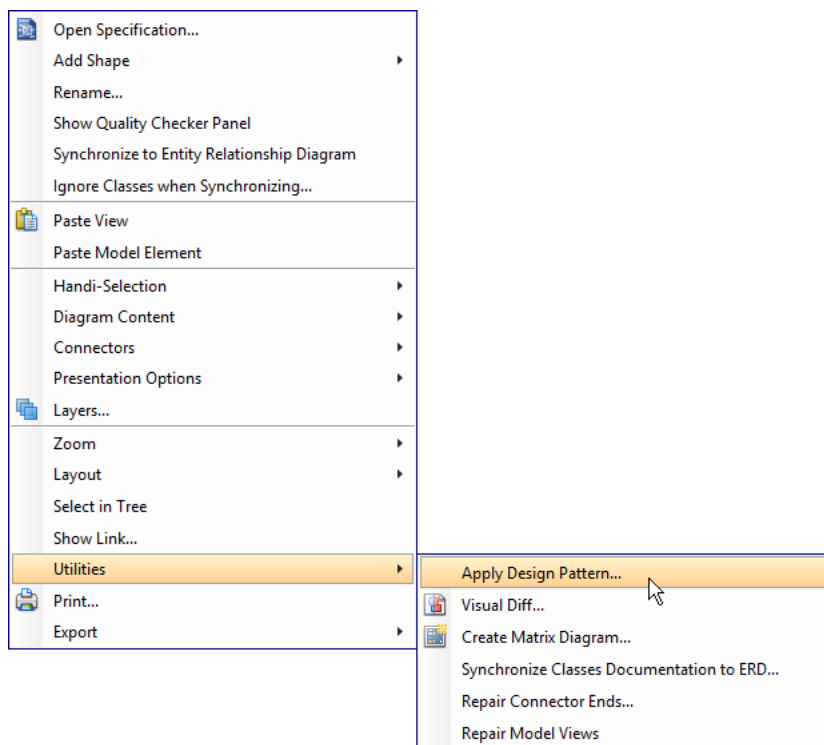 Open Specification...
Add Shape
Rename...
Show Quality Checker Panel
Synchronize to Entity Relationship Diagram
Ignore Classes when Synchronizing...
Paste View
Paste Model Element
Handi-Selection
Diagram Content
Connectors
Presentation Options
Layers...
Zoom
Layout
Select in Tree
Show Link...
Utilities
Print...
Export
Apply Design Pattern...
Visual Diff...
Create Matrix Diagram...
Synchronize Classes Documentation to ERD...
Repair Connector Ends...
Repair Model Views